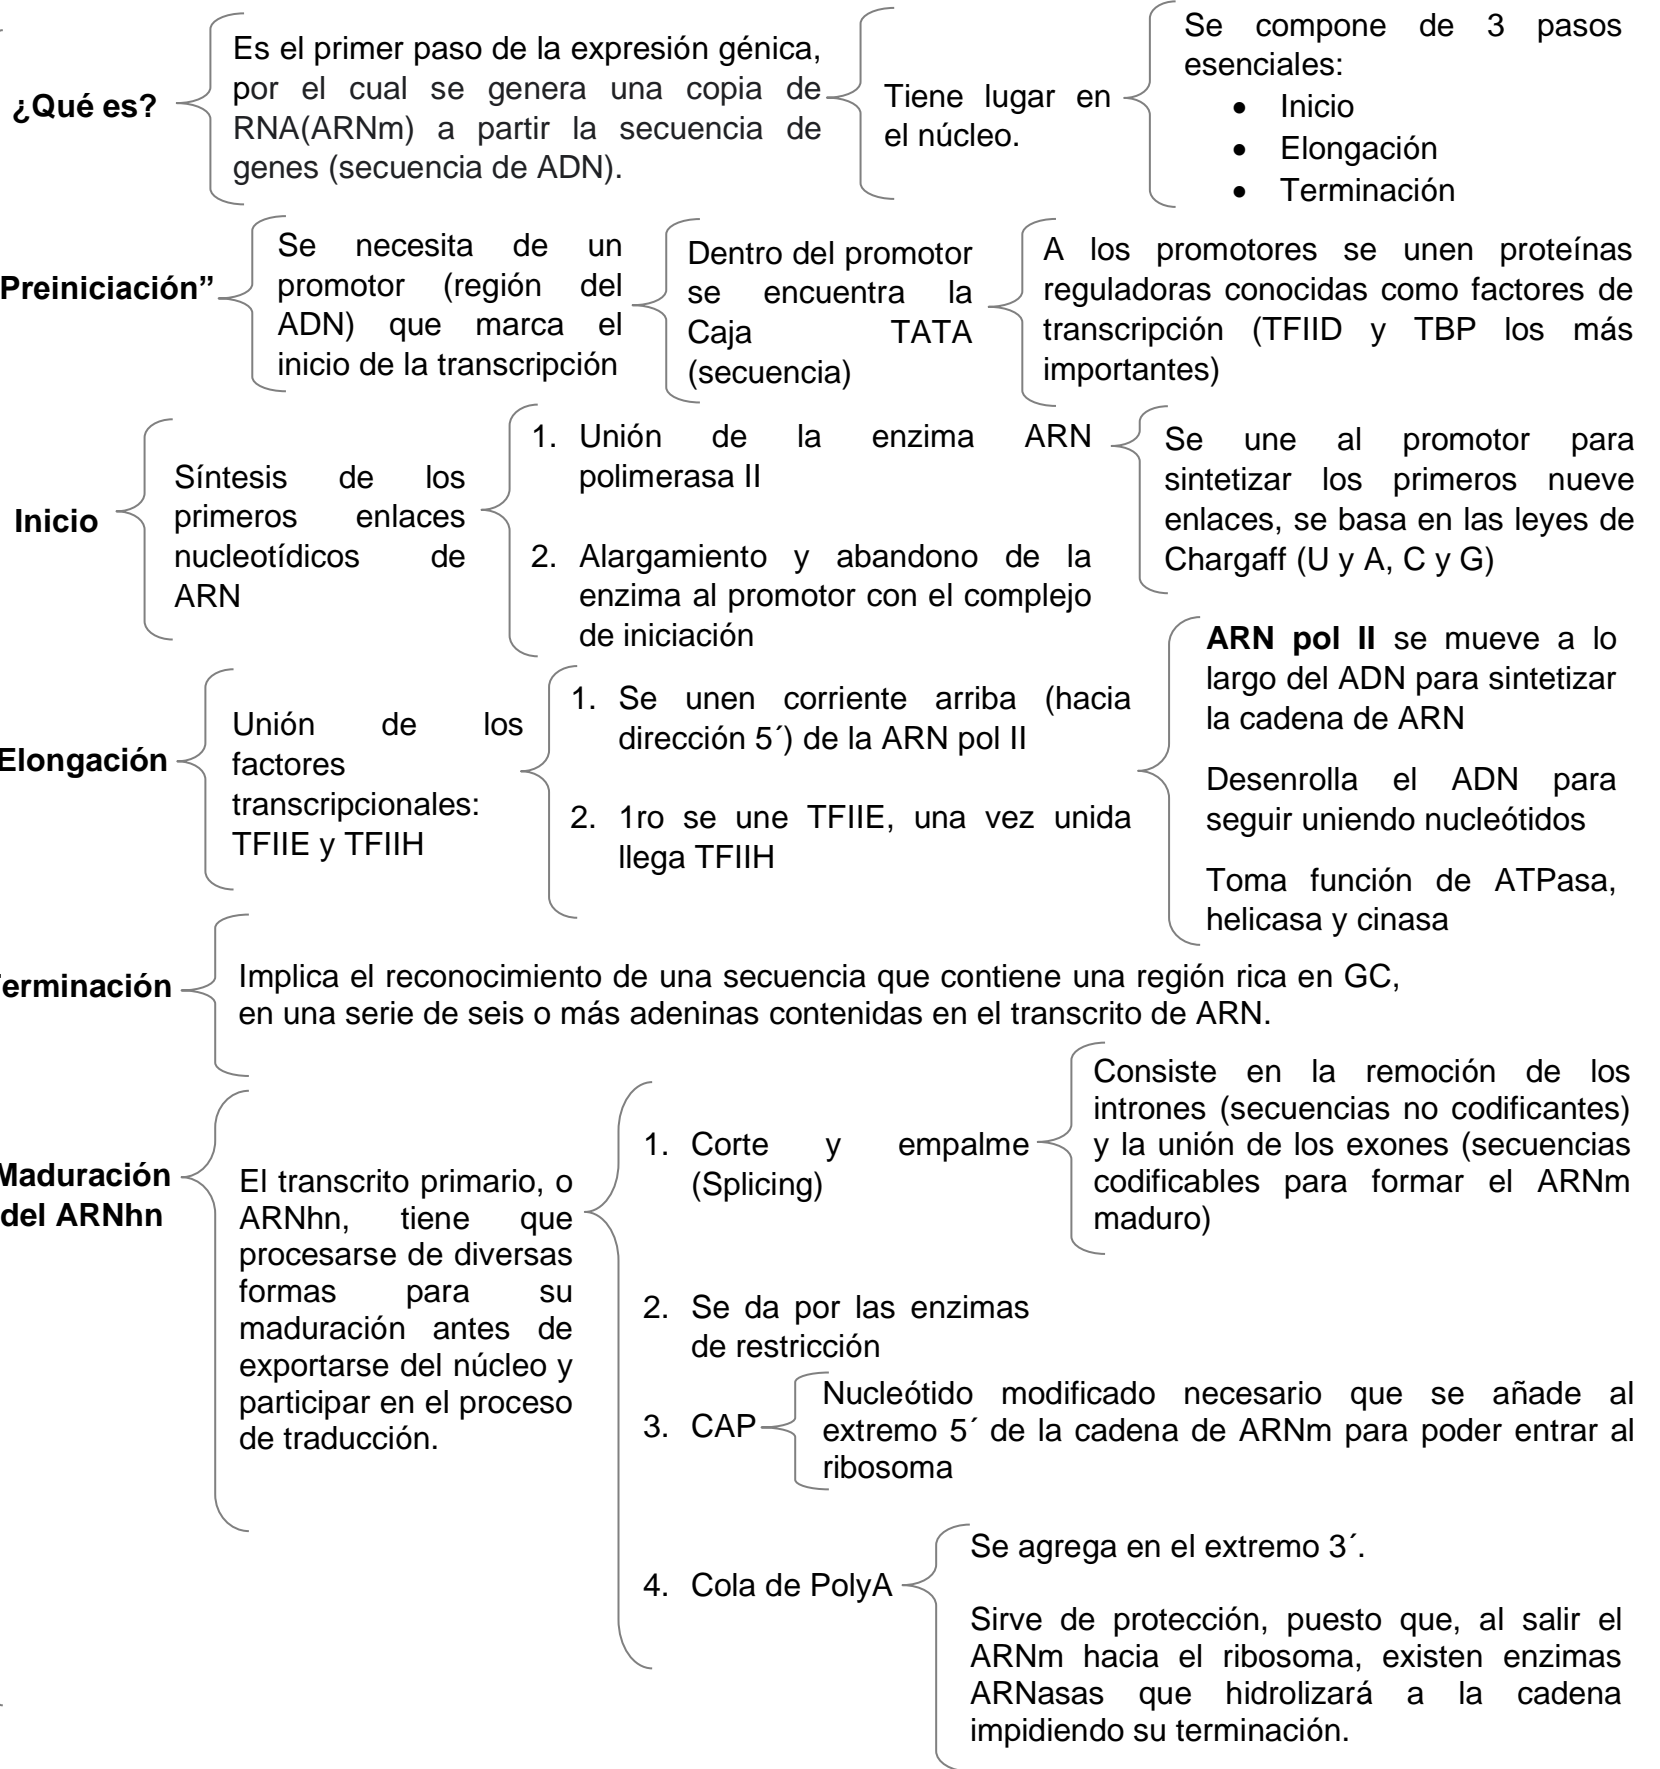 ¿Qué es?
Es el primer paso de la expresión génica,
por el cual se genera una copia de
RNA(ARNm) a partir la secuencia de
genes (secuencia de ADN).
Tiene lugar en
el núcleo.
Se compone de 3 pasos
esenciales:
• Inicio
• Elongación
• Terminación
Preiniciación”
Se necesita de un
promotor (región del
ADN) que marca el
inicio de la transcripción
Dentro del promotor
se encuentra la
Caja TATA
(secuencia)
A los promotores se unen proteínas
reguladoras conocidas como factores de
transcripción (TFIID y TBP los más
importantes)
Inicio
Síntesis de los
primeros enlaces
nucleotídicos de
ARN
1. Unión de la enzima ARN
polimerasa II
2. Alargamiento y abandono de la
enzima al promotor con el complejo
de iniciación
Se une al promotor para
sintetizar los primeros nueve
enlaces, se basa en las leyes de
Chargaff (U y A, C y G)
Elongación
Unión de los
factores
transcripcionales:
TFIIE y TFIIH
1. Se unen corriente arriba (hacia
dirección 5´) de la ARN pol II
2. 1ro se une TFIIE, una vez unida
llega TFIIH
ARN pol II se mueve a lo
largo del ADN para sintetizar
la cadena de ARN
Desenrolla el ADN para
seguir uniendo nucleótidos
Toma función de ATPasa,
helicasa y cinasa
Terminación
Implica el reconocimiento de una secuencia que contiene una región rica en GC,
en una serie de seis o más adeninas contenidas en el transcrito de ARN.
Maduración
del ARNhn
El transcrito primario, o
ARNhn, tiene que
procesarse de diversas
formas para su
maduración antes de
exportarse del núcleo y
participar en el proceso
de traducción.
1. Corte y empalme
(Splicing)
Consiste en la remoción de los
intrones (secuencias no codificantes)
y la unión de los exones (secuencias
codificables para formar el ARNm
maduro)
2. Se da por las enzimas
de restricción
3. CAP
Nucleótido modificado necesario que se añade al
extremo 5´ de la cadena de ARNm para poder entrar al
ribosoma
4. Cola de PolyA
Se agrega en el extremo 3´.
Sirve de protección, puesto que, al salir el
ARNm hacia el ribosoma, existen enzimas
ARNasas que hidrolizará a la cadena
impidiendo su terminación.